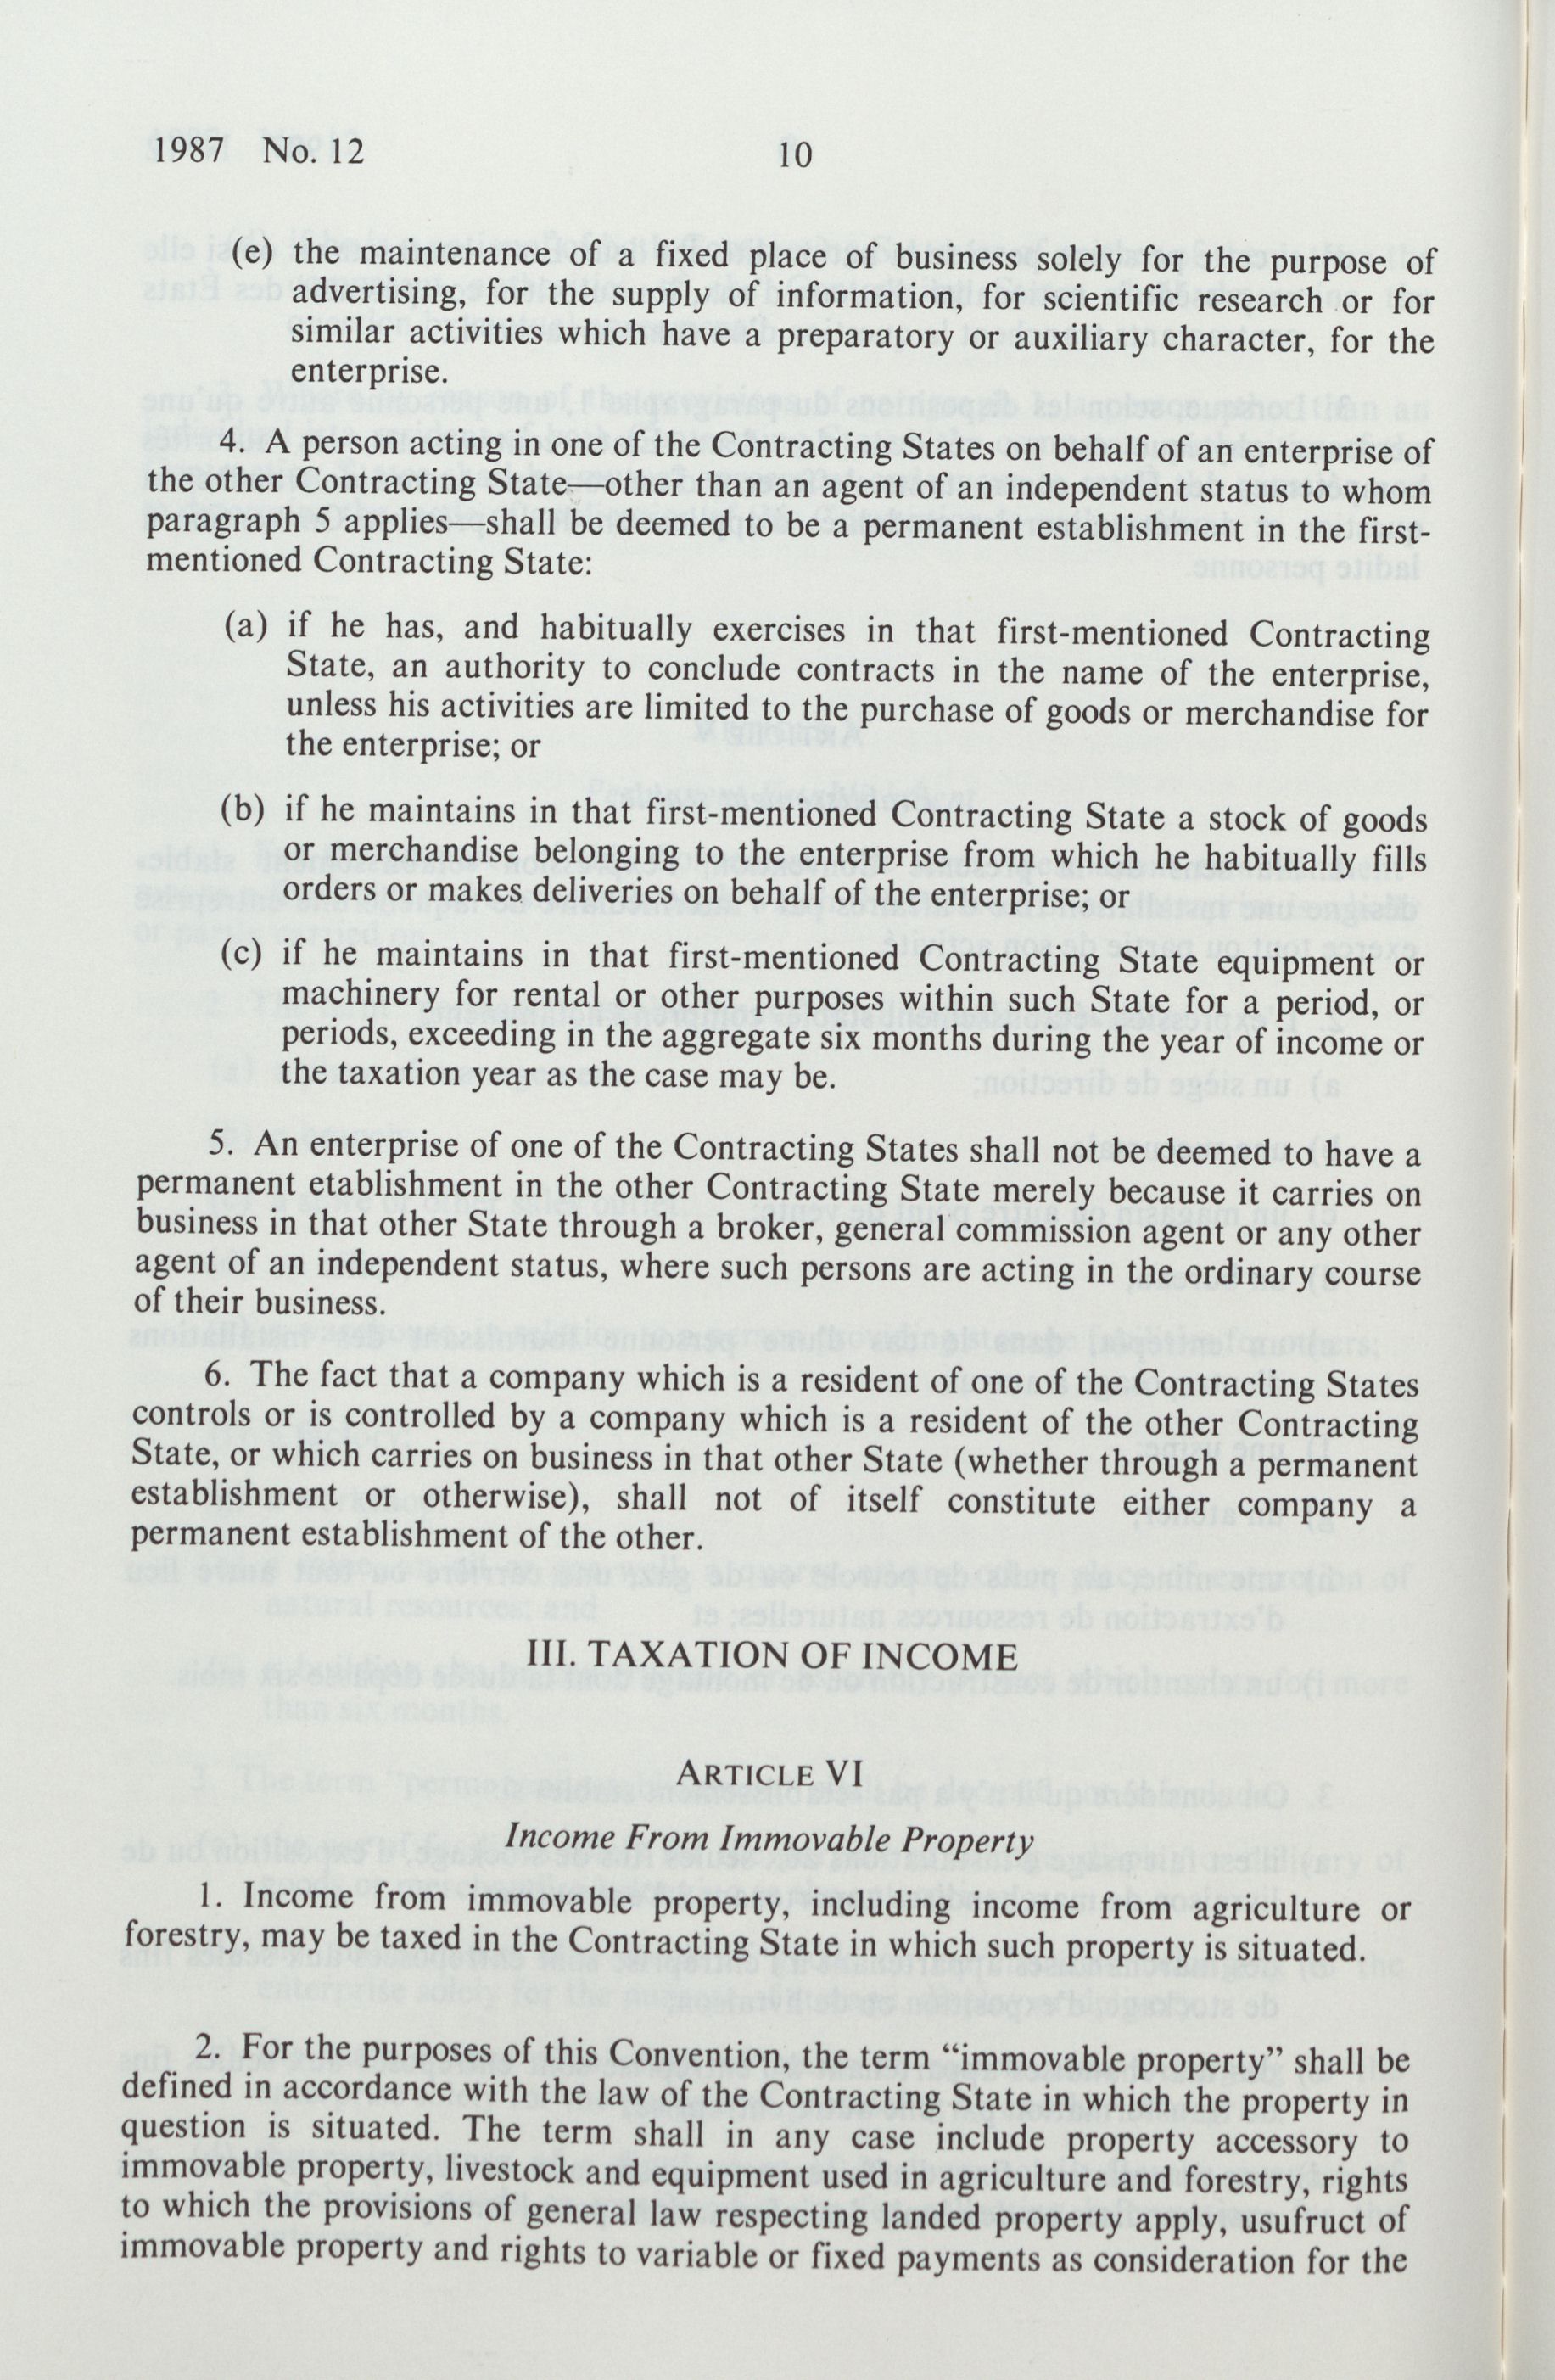 1987 No. 12
10
(e) the maintenance of a fixed place of business solely for the purpose of
advertising, for the supply of information, for scientific research or for
similar activities which have a preparatory or auxiliary character, for the
enterprise.
4. A person acting in one of the Contracting States on behalf of an enterprise of
the other Contracting State—other than an agent of an independent status to whom
paragraph 5 applies—shall be deemed to be a permanent establishment in the first-
mentioned Contracting State:
(a) if he has, and habitually exercises in that first-mentioned Contracting
State, an authority to conclude contracts in the name of the enterprise,
unless his activities are limited to the purchase of goods or merchandise for
the enterprise; or
(b) if he maintains in that first-mentioned Contracting State a stock of goods
or merchandise belonging to the enterprise from which he habitually fills
orders or makes deliveries on behalf of the enterprise; or
(c) if he maintains in that first-mentioned Contracting State equipment or
machinery for rental or other purposes within such State for a period, or
periods, exceeding in the aggregate six months during the year of income or
the taxation year as the case may be.
5. An enterprise of one of the Contracting States shall not be deemed to have a
permanent etablishment in the other Contracting State merely because it carries on
business in that other State through a broker, general commission agent or any other
agent of an independent status, where such persons are acting in the ordinary course
of their business.
6. The fact that a company which is a resident of one of the Contracting States
controls or is controlled by a company which is a resident of the other Contracting
State, or which carries on business in that other State (whether through a permanent
establishment or otherwise), shall not of itself constitute either company a
permanent establishment of the other.
III. TAXATION OF INCOME
ARTICLE VI
Income From Immovable Property
1. Income from immovable property, including income from agriculture or
forestry, may be taxed in the Contracting State in which such property is situated.
2. For the purposes of this Convention, the term “immovable property” shall be
defined in accordance with the law of the Contracting State in which the property in
question is situated. The term shall in any case include property accessory to
immovable property, livestock and equipment used in agriculture and forestry, rights
to which the provisions of general law respecting landed property apply, usufruct of
immovable property and rights to variable or fixed payments as consideration for the